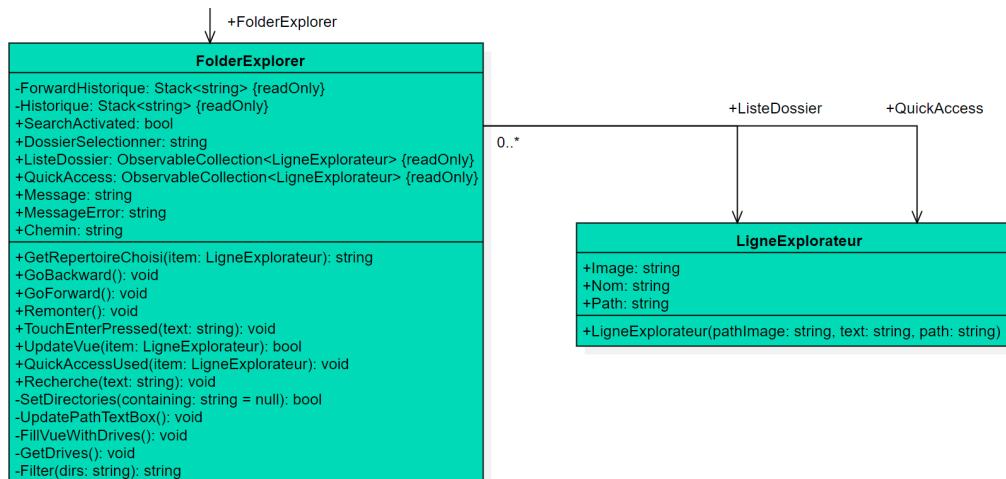 +FolderExplorer
FolderExplorer
-ForwardHistorique: Stack<string> {readOnly}
-Historique: Stack<string> {readOnly}
+SearchActivated: bool
+DossierSelectionner: string
+ListeDossier: ObservableCollection<LigneExplorateur> {readOnly}
+QuickAccess: ObservableCollection<LigneExplorateur> {readOnly}
+Message: string
+MessageError: string
+Chemin: string
+GetRepertoireChoisi(item: LigneExplorateur): string
+GoBackward(): void
+GoForward(): void
+Remonter(): void
+TouchEnterPressed(text: string): void
+UpdateVue(item: LigneExplorateur): bool
+QuickAccessUsed(item: LigneExplorateur): void
+Recherche(text: string): void
-SetDirectories(containing: string = null): bool
-UpdatePathTextBox(): void
-FillVueWithDrives(): void
-GetDrives(): void
-Filter(dirs: string): string
+ListeDossier
+QuickAccess
0..*
LigneExplorateur
+Image: string
+Nom: string
+Path: string
+LigneExplorateur(pathImage: string, text: string, path: string)